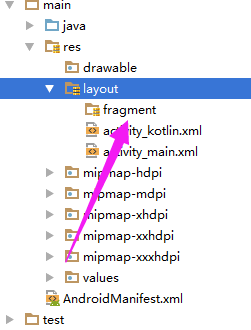 main
java
res
drawable
layout
fragment
activity_kotlin.xml
activity_main.xml
mipmap-hdpi
mipmap-mdpi
mipmap-xhdpi
mipmap-xxhdpi
mipmap-xxxhdpi
values
AndroidManifest.xml
test